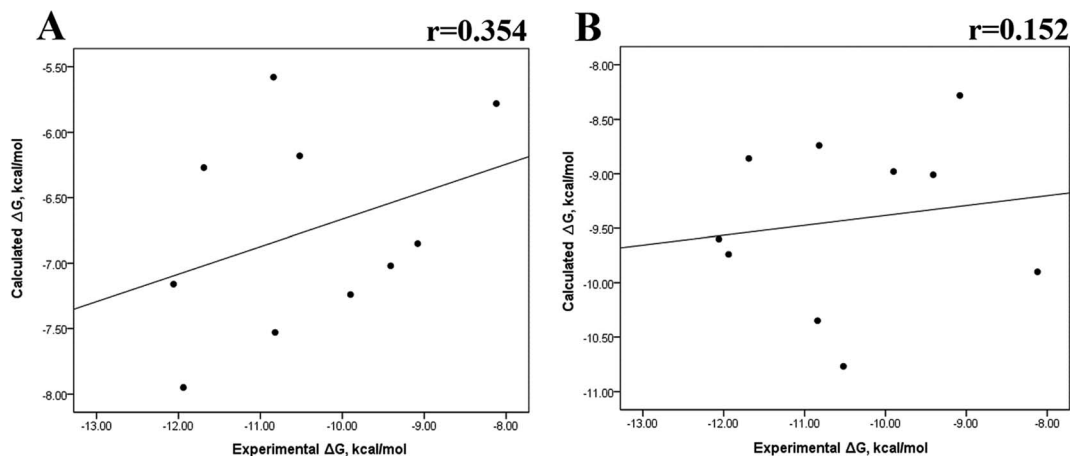 A
r=0.354
-5.50
-6.00
-6.50
-7.00
-7.50
-8.00
Calculated ΔG, kcal/mol
-13.00 -12.00 -11.00 -10.00 -9.00 -8.00
Experimental ΔG, kcal/mol
B
r=0.152
-8.00
-8.50
-9.00
-9.50
-10.00
-10.50
-11.00
Calculated ΔG, kcal/mol
-13.00 -12.00 -11.00 -10.00 -9.00 -8.00
Experimental ΔG, kcal/mol